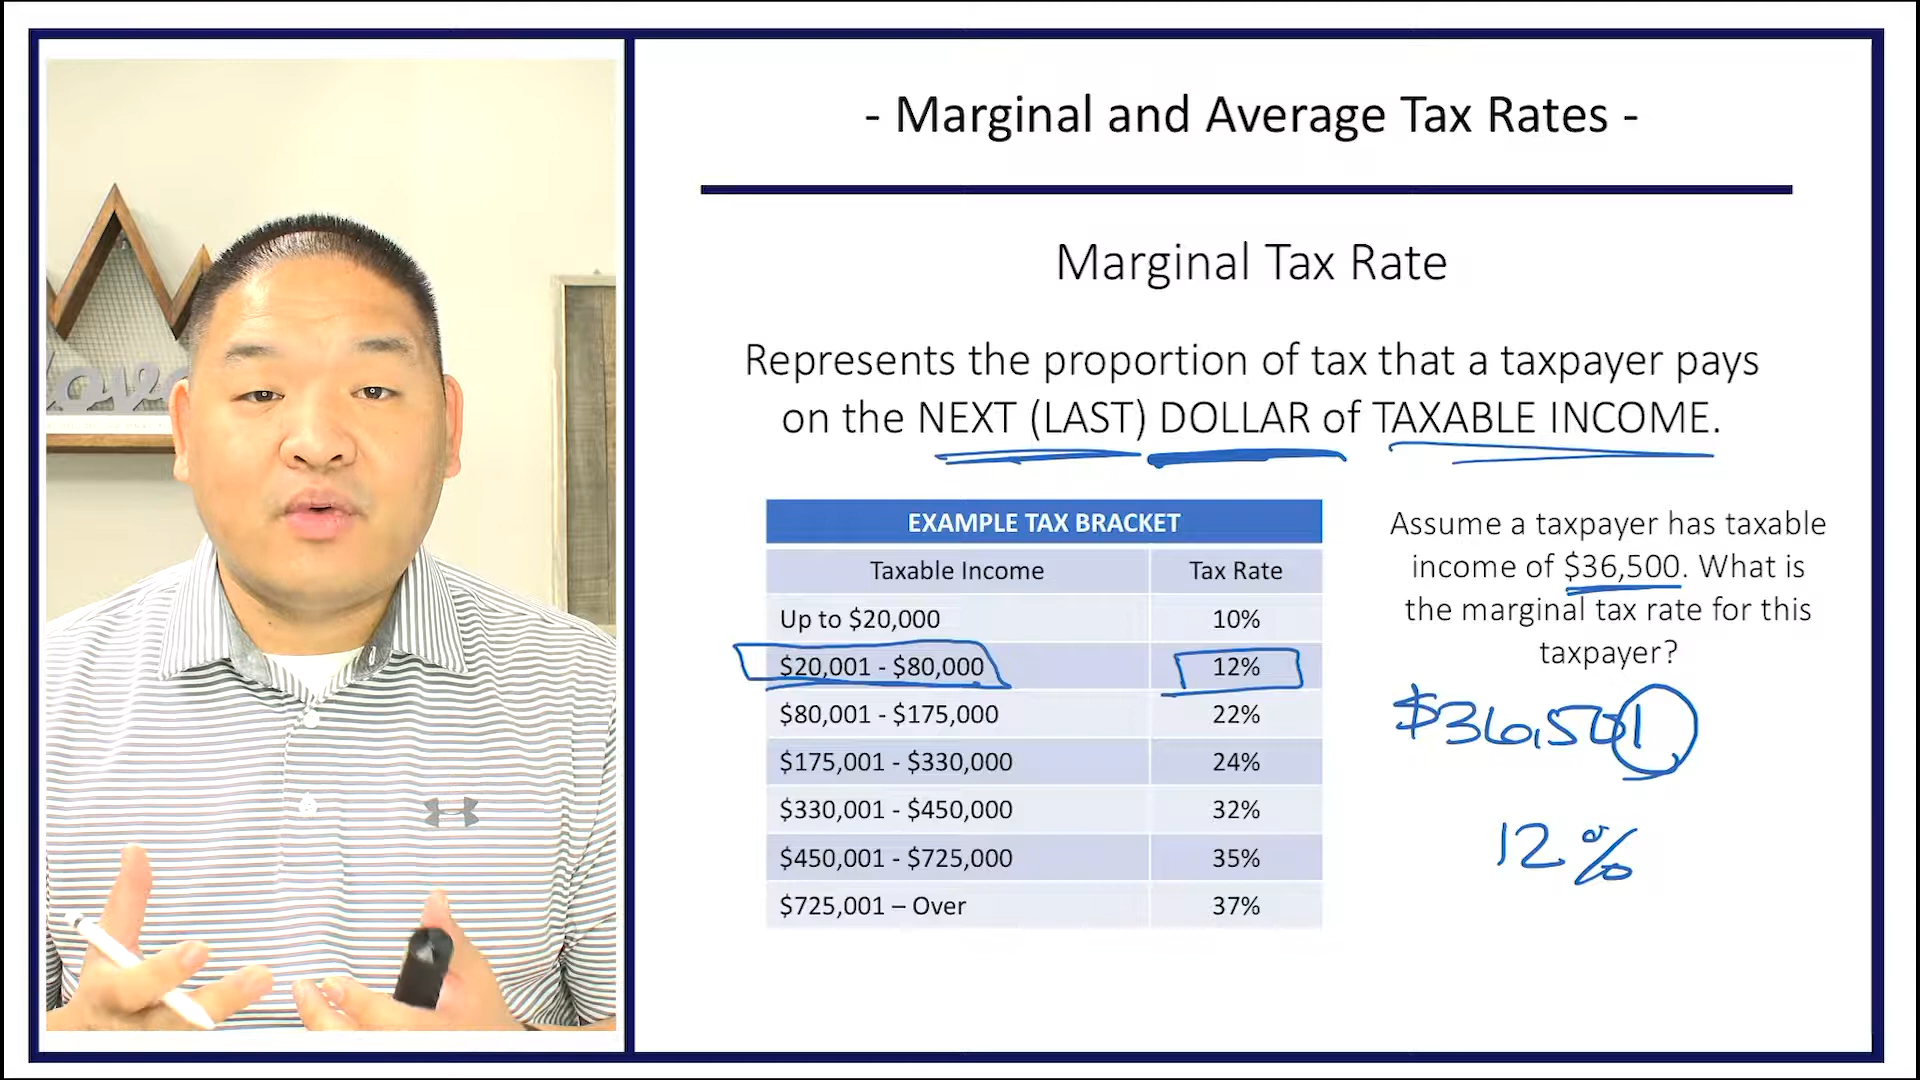 - Marginal and Average Tax Rates -
Marginal Tax Rate
Represents the proportion of tax that a taxpayer pays
on the NEXT (LAST) DOLLAR of TAXABLE INCOME.
EXAMPLE TAX BRACKET
Taxable Income Tax Rate
Up to $20,000 10%
$20,001 - $80,000 12%
$80,001 - $175,000 22%
$175,001 - $330,000 24%
$330,001 - $450,000 32%
$450,001 - $725,000 35%
$725,001 – Over 37%
Assume a taxpayer has taxable
income of $36,500. What is
the marginal tax rate for this
taxpayer?
$36,501
12%
love